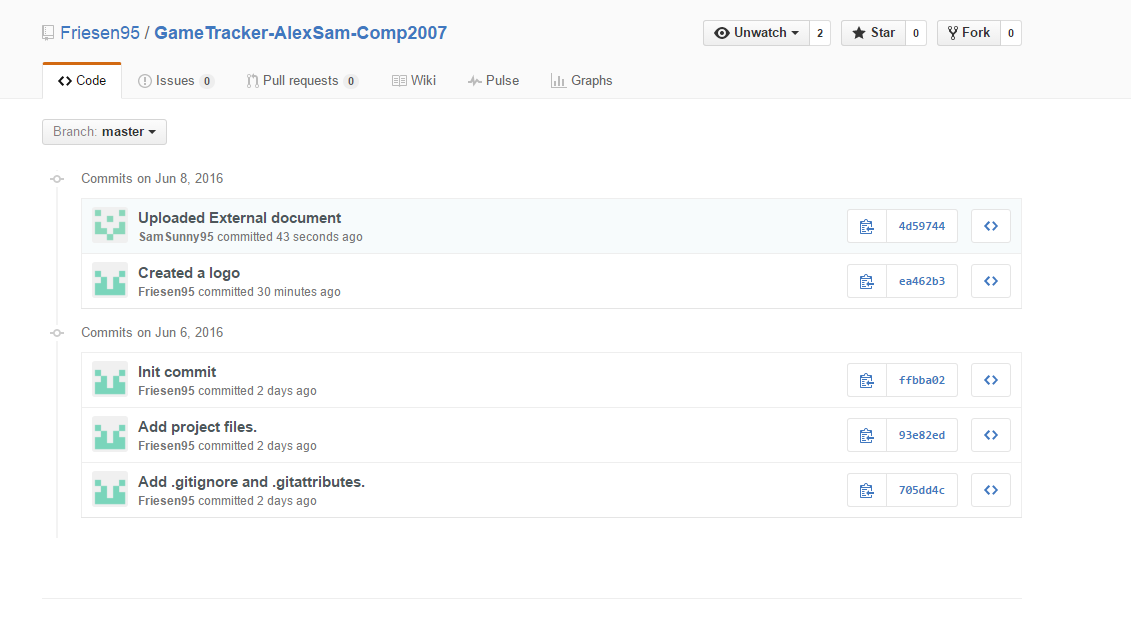 Friesen95 / GameTracker-AlexSam-Comp2007
Unwatch 2 Star 0 Fork 0
Code Issues 0 Pull requests 0 Wiki Pulse Graphs
Branch: master
Commits on Jun 8, 2016
Uploaded External document
SamSunny95 committed 43 seconds ago
4d59744
Created a logo
Friesen95 committed 30 minutes ago
ea462b3
Commits on Jun 6, 2016
Init commit
Friesen95 committed 2 days ago
ffbba02
Add project files.
Friesen95 committed 2 days ago
93e82ed
Add .gitignore and .gitattributes.
Friesen95 committed 2 days ago
705dd4c